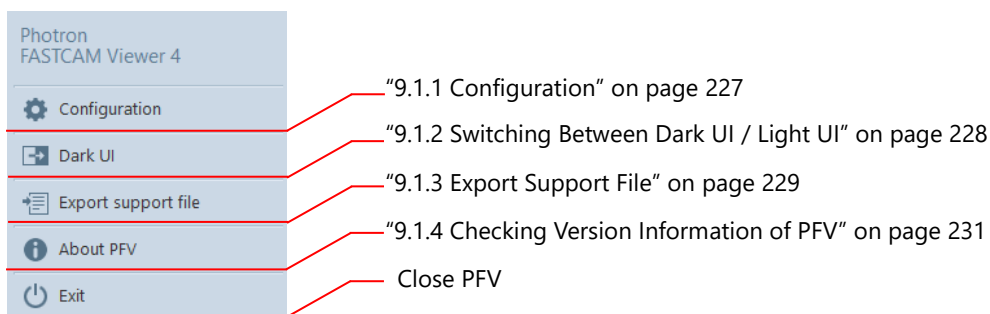 Photron
FASTCAM Viewer 4
Configuration
“9.1.1 Configuration” on page 227
Dark UI
“9.1.2 Switching Between Dark UI / Light UI” on page 228
Export support file
“9.1.3 Export Support File” on page 229
About PFV
“9.1.4 Checking Version Information of PFV” on page 231
Exit
Close PFV